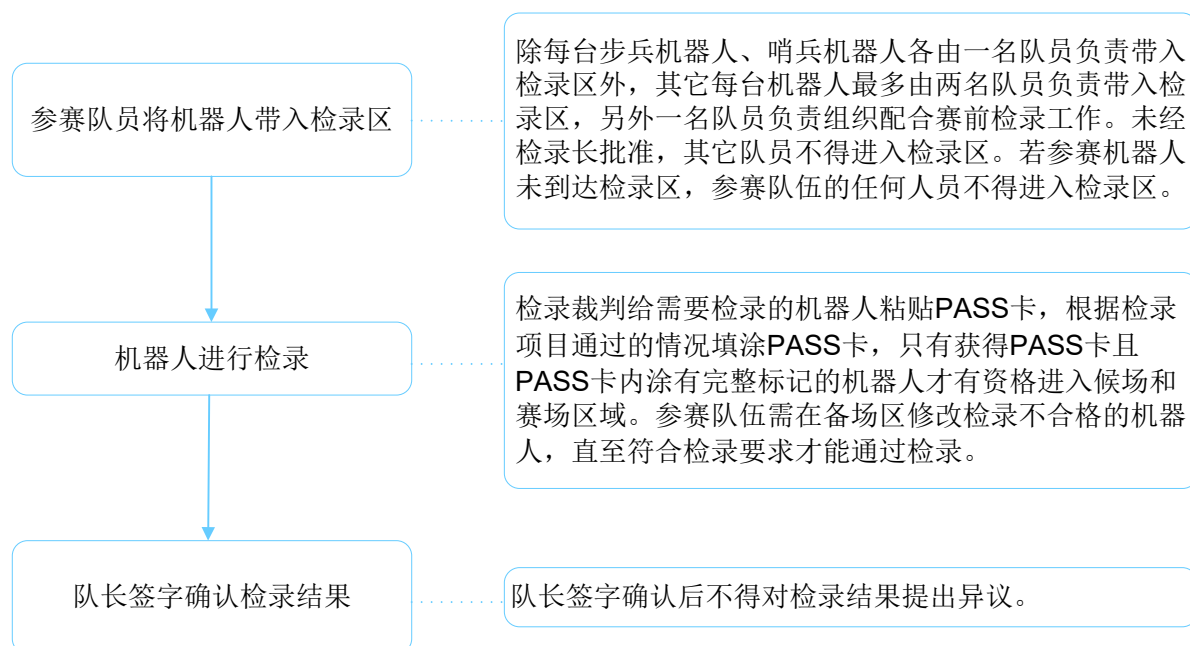 参赛队员将机器人带入检录区
除每台步兵机器人、哨兵机器人各由一名队员负责带入
检录区外，其它每台机器人最多由两名队员负责带入检
录区，另外一名队员负责组织配合赛前检录工作。未经
检录长批准，其它队员不得进入检录区。若参赛机器人
未到达检录区，参赛队伍的任何人员不得进入检录区。
机器人进行检录
检录裁判给需要检录的机器人粘贴PASS卡，根据检录
项目通过的情况填涂PASS卡，只有获得PASS卡且
PASS卡内涂有完整标记的机器人才有资格进入候场和
赛场区域。参赛队伍需在备场区修改检录不合格的机器
人，直至符合检录要求才能通过检录。
队长签字确认检录结果
队长签字确认后不得对检录结果提出异议。